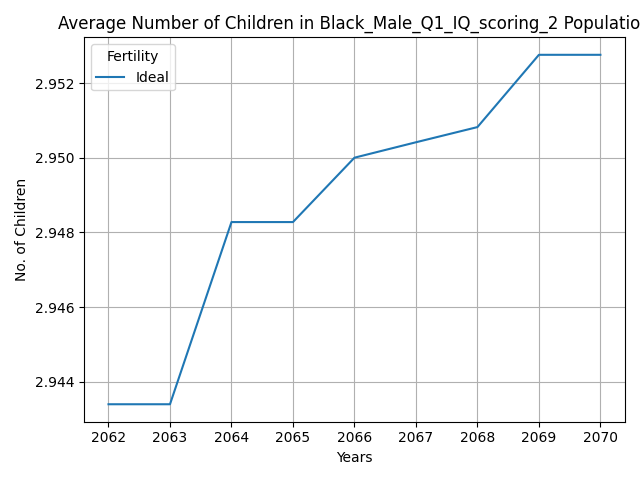 Average Number of Children in Black_Male_Q1_IQ_scoring_2 Populatio
Fertility
Ideal
No. of Children
2.952
2.950
2.948
2.946
2.944
2062 2063 2064 2065 2066 2067 2068 2069 2070
Years